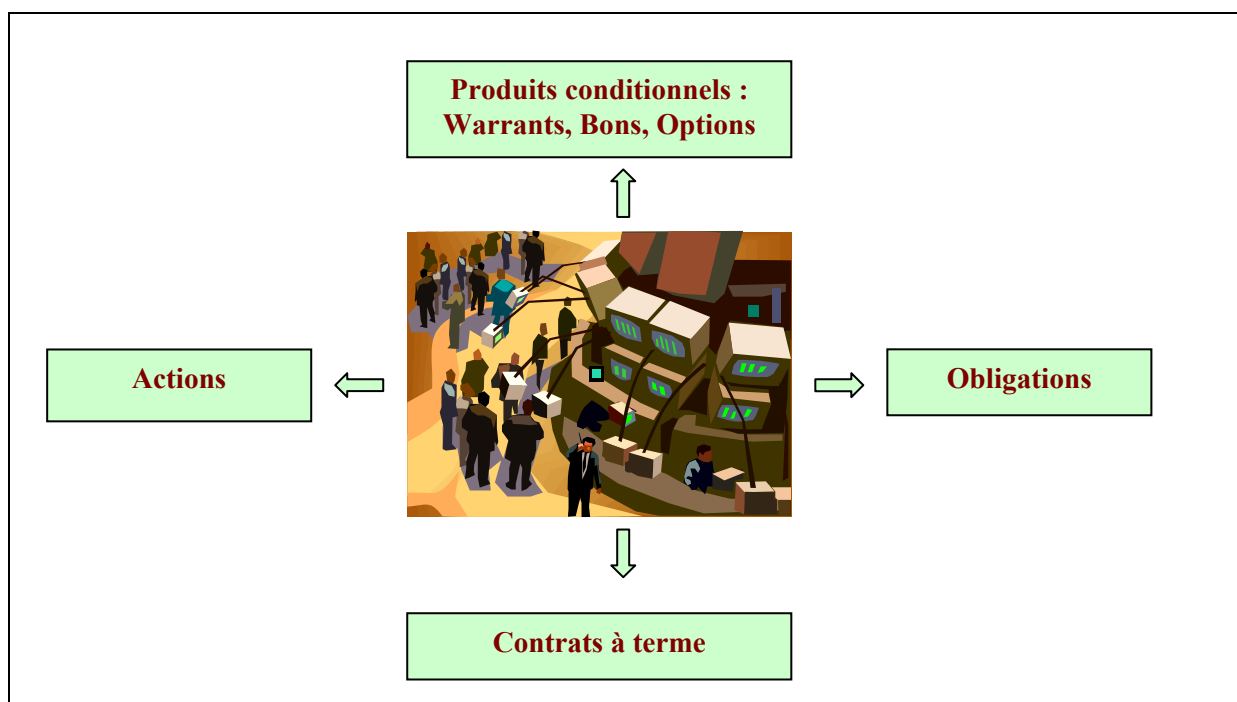 Produits conditionnels :
Warrants, Bons, Options
Actions
Obligations
Contrats à terme